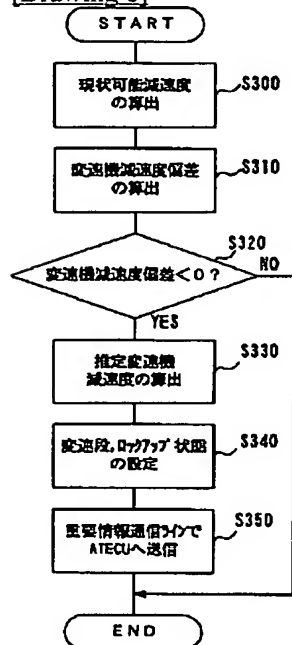 START
現状可能減速度
の算出
S300
変速機減速度偏差
の算出
S310
変速機減速度偏差<0?
S320
NO
YES
推定変速機
減速度の算出
S330
変速段,ロックアップ状態
の設定
S340
重要情報通信ラインで
ATECUへ送信
S350
END